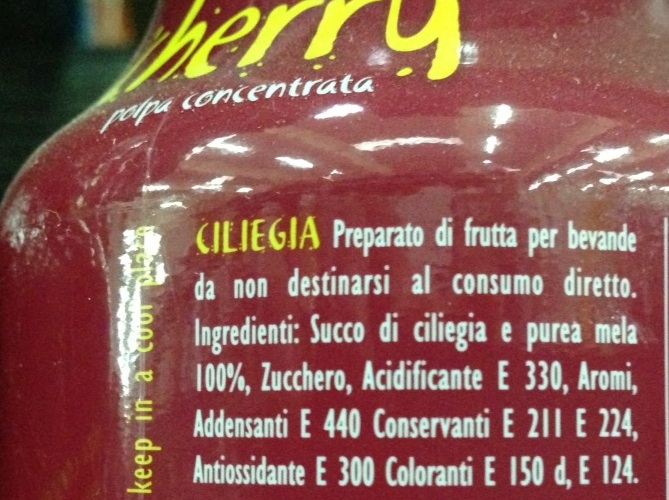 cherry
polpa concentrata
CILIEGIA Preparato di frutta per bevande
da non destinarsi al consumo diretto.
Ingredienti: Succo di ciliegia e purea mela
100%, Zucchero, Acidificante E 330, Aromi,
Addensanti E 440 Conservanti E 211 E 224,
Antiossidante E 300 Coloranti E 150 d, E 124.
keep in a cool place